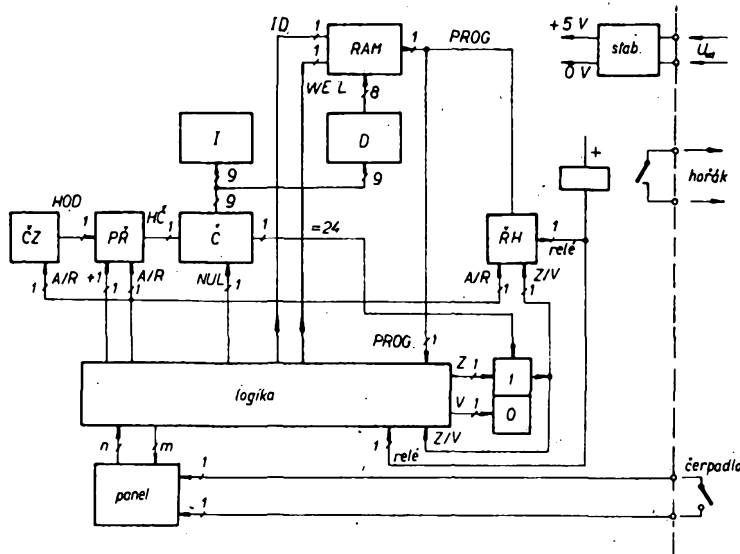 ID 1
1
RAM
1
PROG
+5 V
0 V
stab.
WE L
8
I
D
+
hořák
9
9
9
HOD
HČ
=24
ČZ
1
PŘ
1
Č
1
ŘH
1
relé
A/R
+1
A/R
NUL
A/R
Z/V
1
1
1
1
1
1
PROG.
1
Z
1
1
logika
V
1
0
1
relé
Z/V
n
m
panel
1
1
čerpadlo